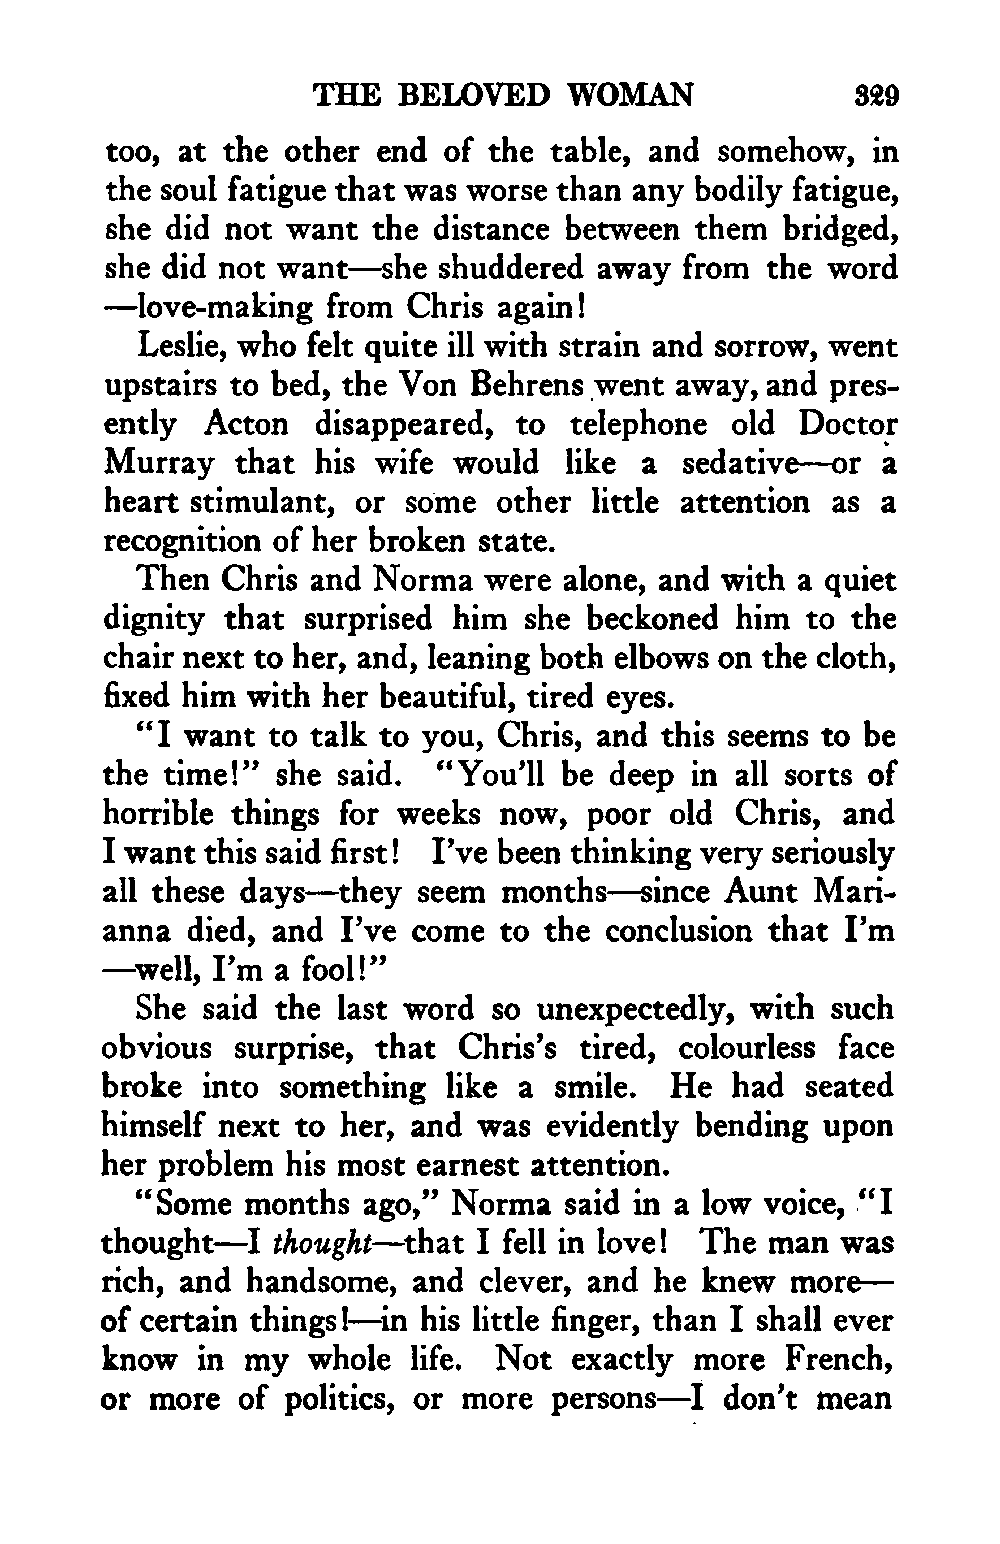 THE BELOVED WOMAN 329
too, at the other end of the table, and somehow, in
the soul fatigue that was worse than any bodily fatigue,
she did not want the distance between them bridged,
she did not want—she shuddered away from the word
—love-making from Chris again!
Leslie, who felt quite ill with strain and sorrow, went
upstairs to bed, the Von Behrens went away, and pres-
ently Acton disappeared, to telephone old Doctor
Murray that his wife would like a sedative—or a
heart stimulant, or some other little attention as a
recognition of her broken state.
Then Chris and Norma were alone, and with a quiet
dignity that surprised him she beckoned him to the
chair next to her, and, leaning both elbows on the cloth,
fixed him with her beautiful, tired eyes.
"I want to talk to you, Chris, and this seems to be
the time!" she said. "You'll be deep in all sorts of
horrible things for weeks now, poor old Chris, and
I want this said first! I've been thinking very seriously
all these days—they seem months—since Aunt Mari-
anna died, and I've come to the conclusion that I'm
—well, I'm a fool!"
She said the last word so unexpectedly, with such
obvious surprise, that Chris's tired, colourless face
broke into something like a smile. He had seated
himself next to her, and was evidently bending upon
her problem his most earnest attention.
"Some months ago," Norma said in a low voice, "I
thought—I thought—that I fell in love! The man was
rich, and handsome, and clever, and he knew more—
of certain things!—in his little finger, than I shall ever
know in my whole life. Not exactly more French,
or more of politics, or more persons—I don't mean